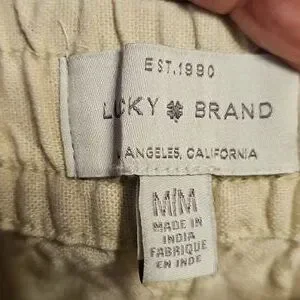 EST.1990
LUCKY BRAND
ANGELES, CALIFORNIA
M/M
MADE IN
INDIA
FABRIQUE
EN INDE